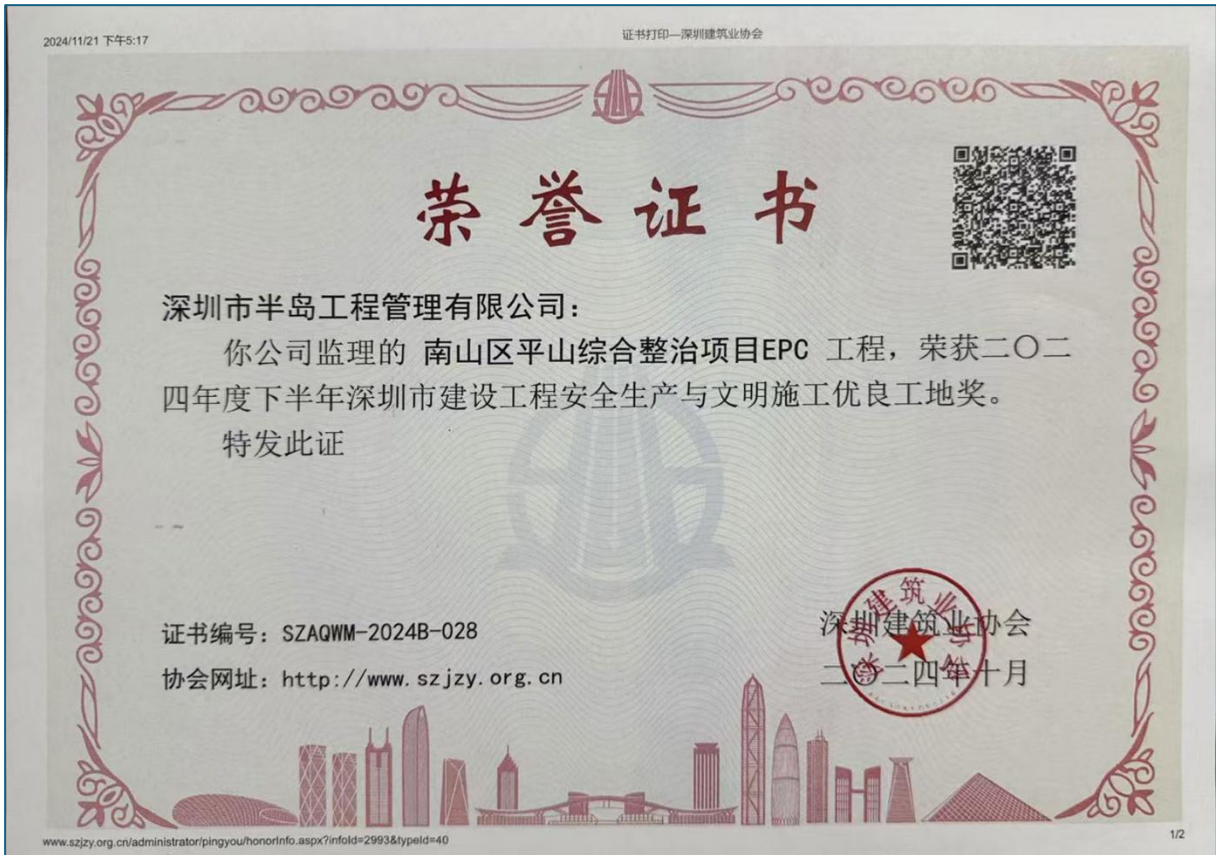 2024/11/21 下午5:17
证书打印—深圳建筑业协会
荣誉证书
深圳市半岛工程管理有限公司：
你公司监理的 南山区平山综合整治项目EPC 工程，荣获二〇二
四年度下半年深圳市建设工程安全生产与文明施工优良工地奖。
特发此证
证书编号：SZAQWM-2024B-028
深圳建筑业协会
协会网址：http://www.szjzy.org.cn
二〇二四年十月
深圳建筑业协会
www.szjzy.org.cn/administrator/pingyou/honorInfo.aspx?infoId=2993&typeId=40
1/2